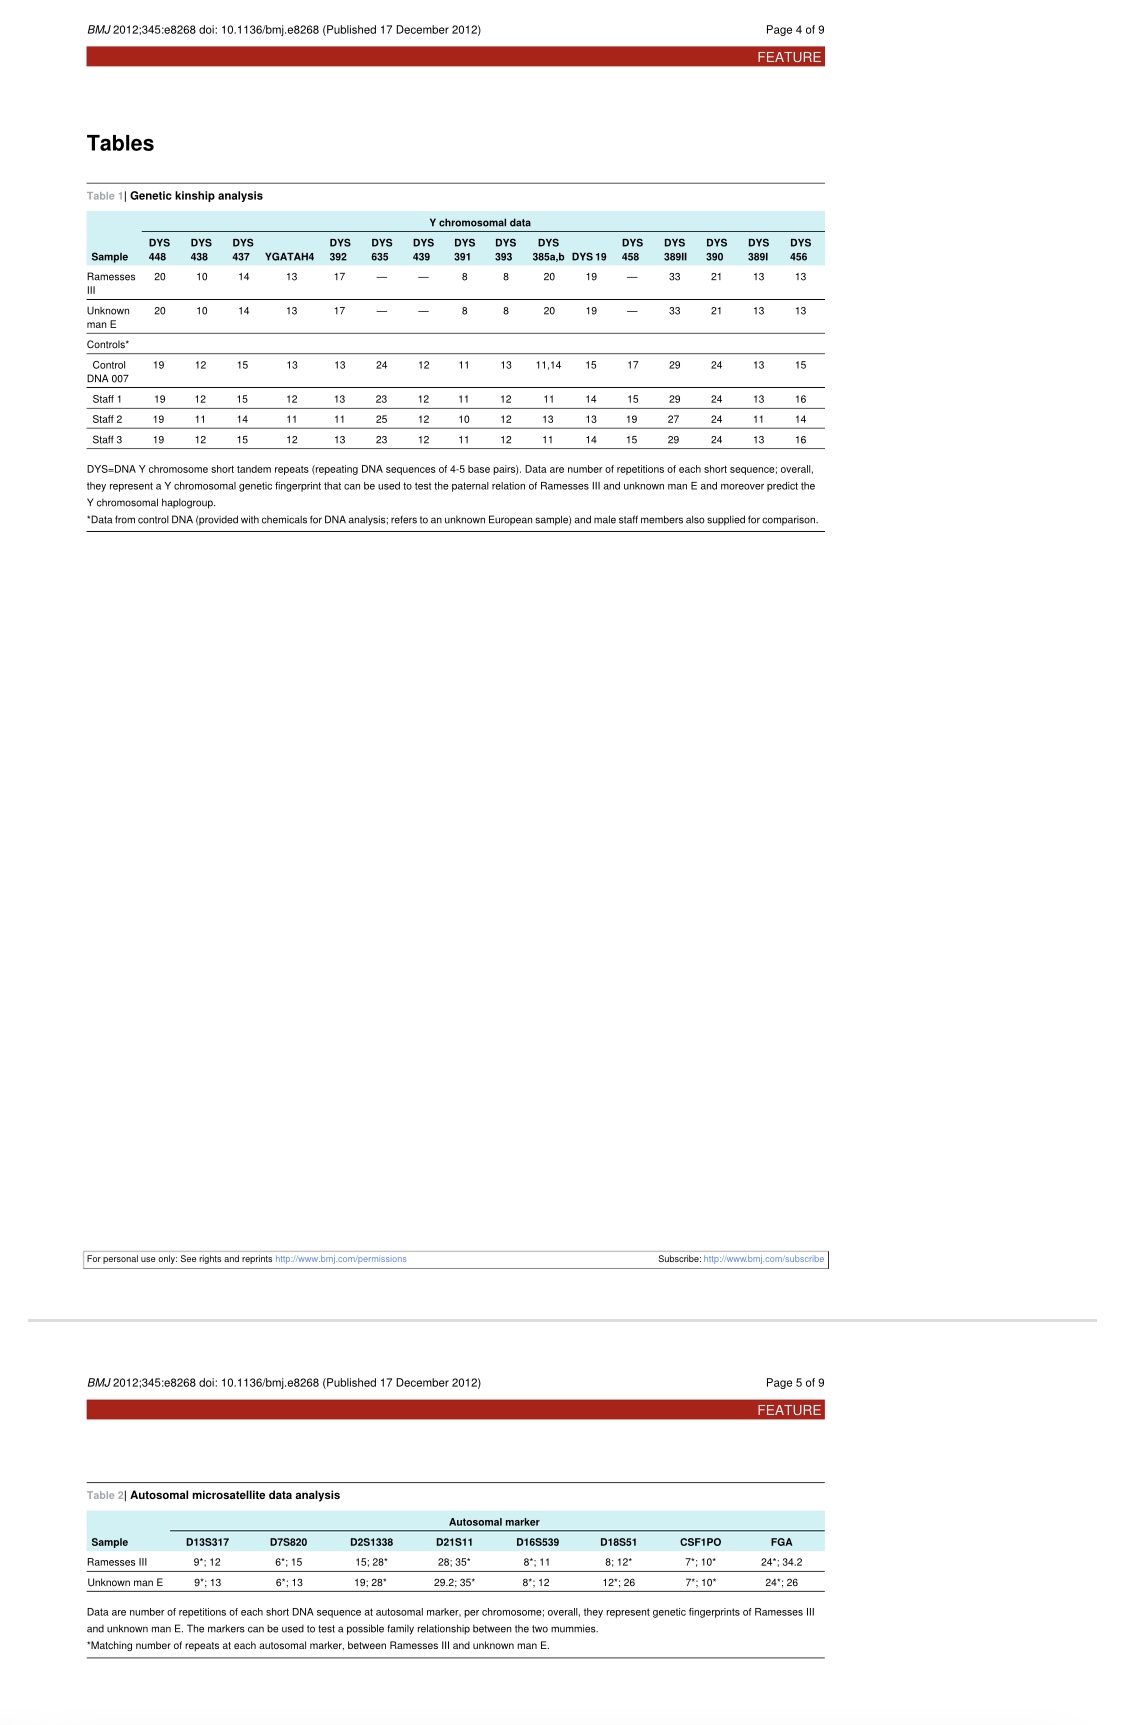 BMJ 2012;345:e8268 doi: 10.1136/bmj.e8268 (Published 17 December 2012) Page 4 of 9
FEATURE
Tables
Table 1| Genetic kinship analysis
Y chromosomal data
Sample DYS 448 DYS 438 DYS 437 YGATAH4 DYS 392 DYS 635 DYS 439 DYS 391 DYS 393 DYS 385a,b DYS 19 DYS 458 DYS 389II DYS 390 DYS 389I DYS 456
Ramesses III 20 10 14 13 17 — — 8 8 20 19 — 33 21 13 13
Unknown man E 20 10 14 13 17 — — 8 8 20 19 — 33 21 13 13
Controls*
Control DNA 007 19 12 15 13 13 24 12 11 13 11,14 15 17 29 24 13 15
Staff 1 19 12 15 12 13 23 12 11 12 11 14 15 29 24 13 16
Staff 2 19 11 14 11 11 25 12 10 12 13 13 19 27 24 11 14
Staff 3 19 12 15 12 13 23 12 11 12 11 14 15 29 24 13 16
DYS=DNA Y chromosome short tandem repeats (repeating DNA sequences of 4-5 base pairs). Data are number of repetitions of each short sequence; overall,
they represent a Y chromosomal genetic fingerprint that can be used to test the paternal relation of Ramesses III and unknown man E and moreover predict the
Y chromosomal haplogroup.
*Data from control DNA (provided with chemicals for DNA analysis; refers to an unknown European sample) and male staff members also supplied for comparison.
For personal use only: See rights and reprints http://www.bmj.com/permissions Subscribe: http://www.bmj.com/subscribe
BMJ 2012;345:e8268 doi: 10.1136/bmj.e8268 (Published 17 December 2012) Page 5 of 9
FEATURE
Table 2| Autosomal microsatellite data analysis
Autosomal marker
Sample D13S317 D7S820 D2S1338 D21S11 D16S539 D18S51 CSF1PO FGA
Ramesses III 9*; 12 6*; 15 15; 28* 28; 35* 8*; 11 8; 12* 7*; 10* 24*; 34.2
Unknown man E 9*; 13 6*; 13 19; 28* 29.2; 35* 8*; 12 12*; 26 7*; 10* 24*; 26
Data are number of repetitions of each short DNA sequence at autosomal marker, per chromosome; overall, they represent genetic fingerprints of Ramesses III
and unknown man E. The markers can be used to test a possible family relationship between the two mummies.
*Matching number of repeats at each autosomal marker, between Ramesses III and unknown man E.